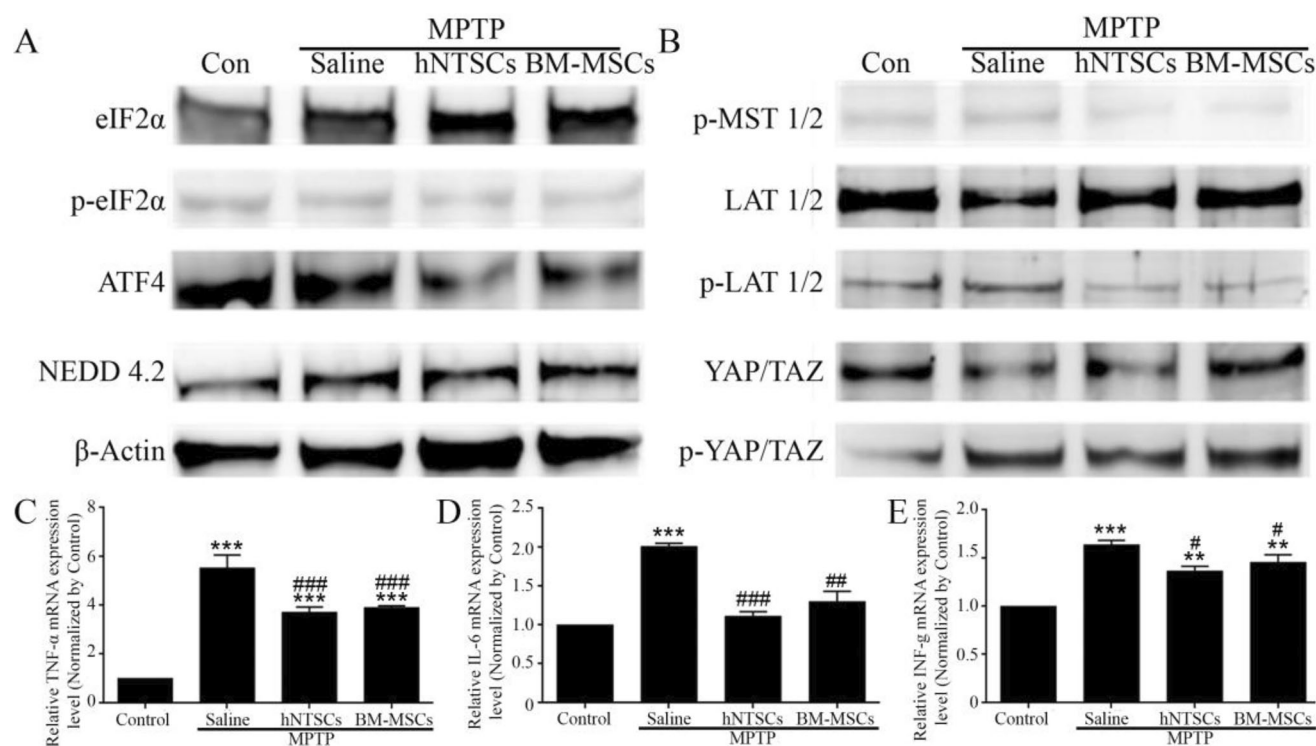 A
MPTP
Con Saline hNTSCs BM-MSCs
eIF2α
p-eIF2α
ATF4
NEDD 4.2
β-Actin
B
MPTP
Con Saline hNTSCs BM-MSCs
p-MST 1/2
LAT 1/2
p-LAT 1/2
YAP/TAZ
p-YAP/TAZ
C
Relative TNF-α mRNA expression
level (Normalized by Control)
8
6
4
2
0
***
###
***
###
***
Control Saline hNTSCs BM-MSCs
MPTP
D
Relative IL-6 mRNA expression
level (Normalized by Control)
2.5
2.0
1.5
1.0
0.5
0.0
***
###
##
Control Saline hNTSCs BM-MSCs
MPTP
E
Relative INF-g mRNA expression
level (Normalized by Control)
2.0
1.5
1.0
0.5
0.0
***
#
**
#
**
Control Saline hNTSCs BM-MSCs
MPTP